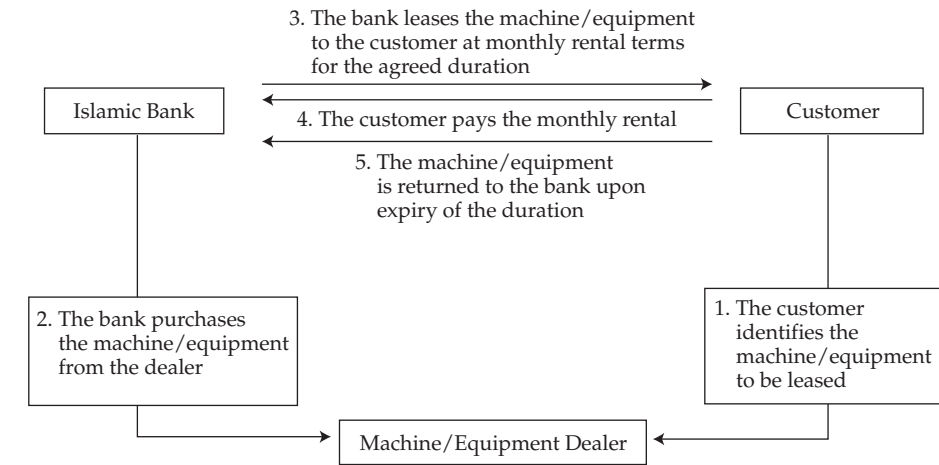 3. The bank leases the machine/equipment
to the customer at monthly rental terms
for the agreed duration
Islamic Bank
Customer
4. The customer pays the monthly rental
5. The machine/equipment
is returned to the bank upon
expiry of the duration
2. The bank purchases
the machine/equipment
from the dealer
1. The customer
identifies the
machine/equipment
to be leased
Machine/Equipment Dealer